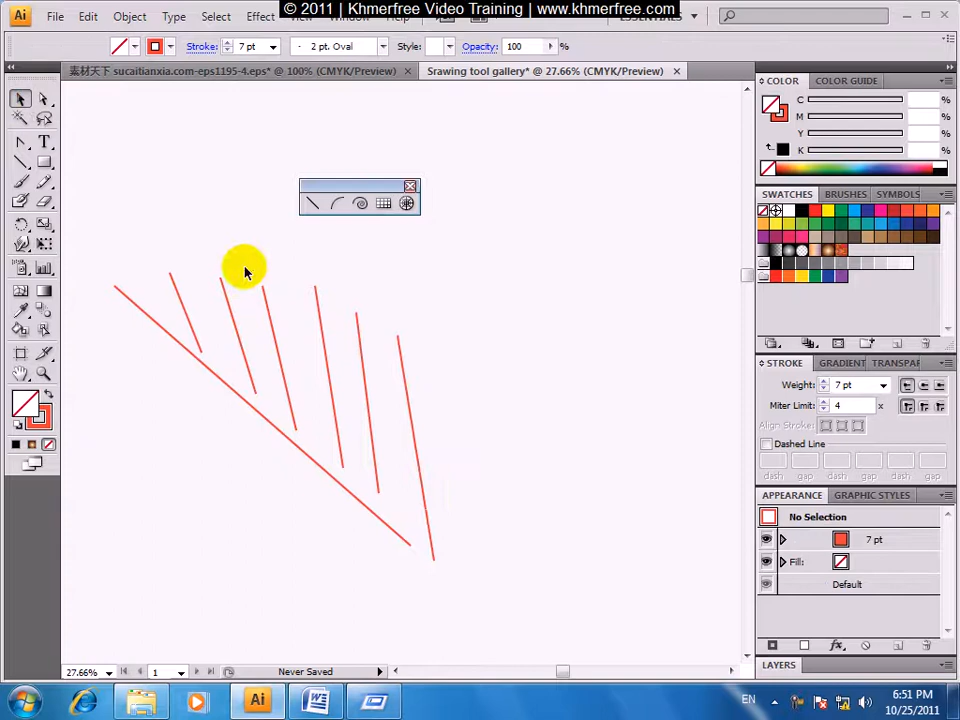 © 2011 | Khmerfree Video Training | www.khmerfree.com
Ai File Edit Object Type Select Effect
Stroke: 7 pt 2 pt. Oval Style: Opacity: 100 %
素材天下 sucaitianxia.com-eps1195-4.eps* @ 100% (CMYK/Preview)
Srawing tool gallery* @ 27.66% (CMYK/Preview)
COLOR COLOR GUIDE
C %
M %
Y %
K %
SWATCHES BRUSHES SYMBOLS
STROKE GRADIENT TRANSPAR
Weight: 7 pt
Miter Limit: 4 x
Align Stroke:
Dashed Line
dash gap dash gap dash gap
APPEARANCE GRAPHIC STYLES
No Selection
7 pt
Fill:
Default
LAYERS
27.66% 1 Never Saved
Ai EN 6:51 PM
10/25/2011